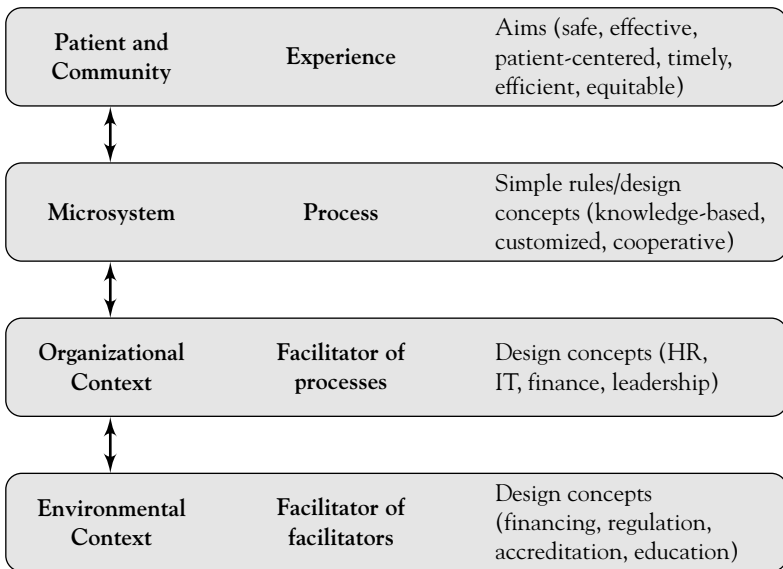 Patient and
Community
Experience
Aims (safe, effective,
patient-centered, timely,
efficient, equitable)
Microsystem
Process
Simple rules/design
concepts (knowledge-based,
customized, cooperative)
Organizational
Context
Facilitator of
processes
Design concepts (HR,
IT, finance, leadership)
Environmental
Context
Facilitator of
facilitators
Design concepts
(financing, regulation,
accreditation, education)